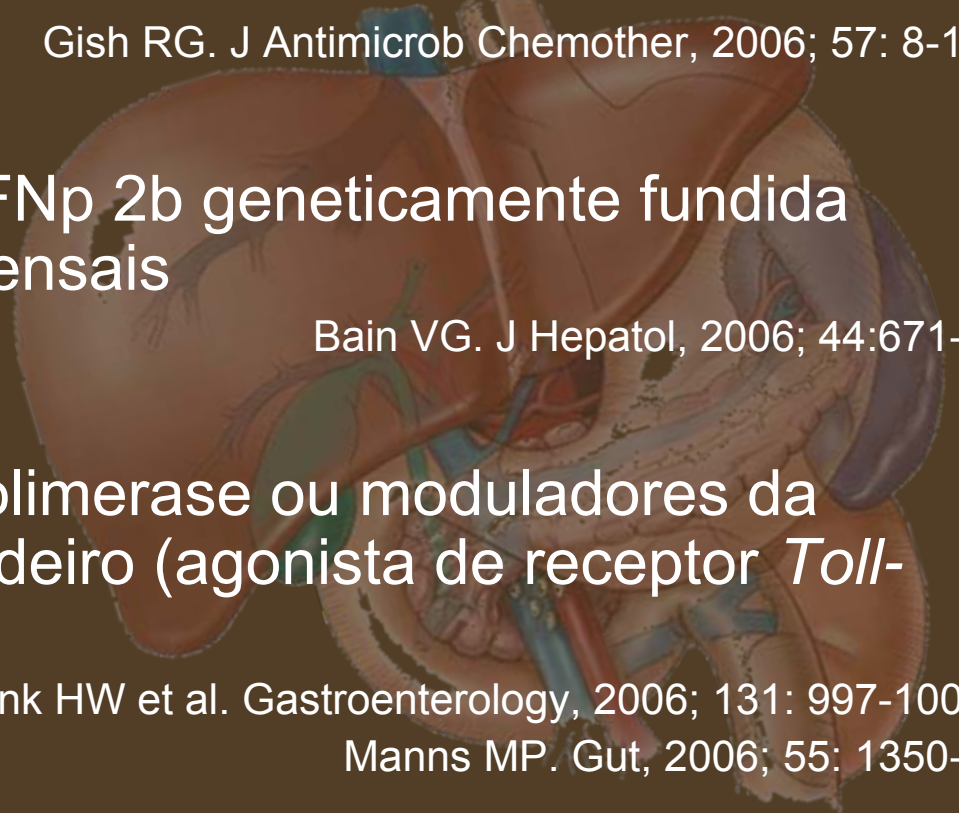 Gish RG. J Antimicrob Chemother, 2006; 57: 8-1
FNp 2b geneticamente fundida
ensais
Bain VG. J Hepatol, 2006; 44:671-
olimerase ou moduladores da
deiro (agonista de receptor Toll-
nk HW et al. Gastroenterology, 2006; 131: 997-100
Manns MP. Gut, 2006; 55: 1350-